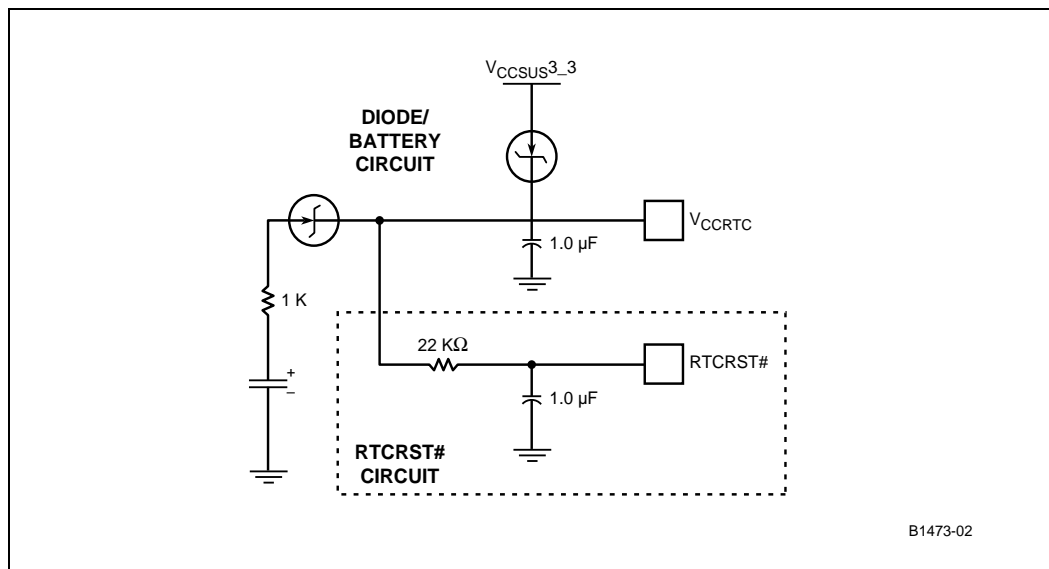 VCCSUS3_3
DIODE/
BATTERY
CIRCUIT
VCCRTC
1.0 µF
1 K
22 KΩ
RTCRST#
+
–
1.0 µF
RTCRST#
CIRCUIT
B1473-02